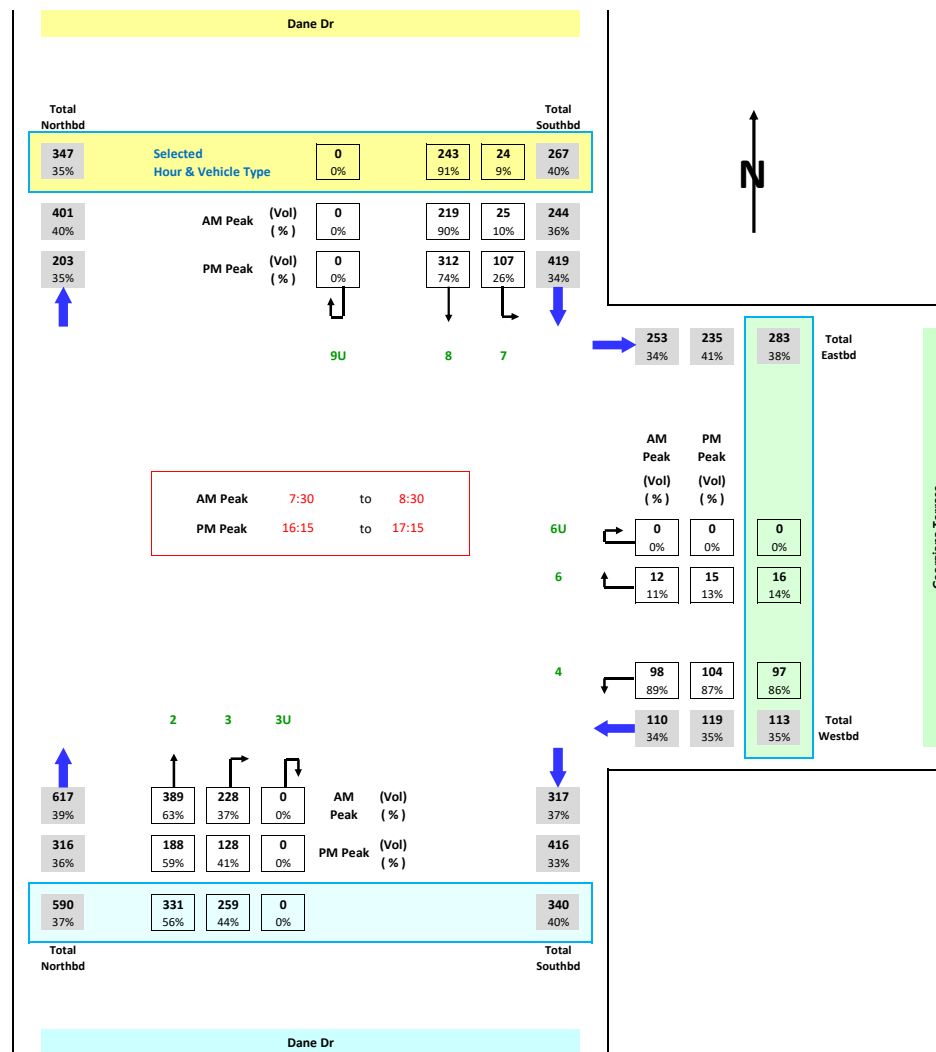 Dane Dr
Total Northbd
Total Southbd
347 Selected 0 243 24 267
35% Hour & Vehicle Type 0% 91% 9% 40%
401 AM Peak (Vol) 0 219 25 244
40% ( % ) 0% 90% 10% 36%
203 PM Peak (Vol) 0 312 107 419
35% ( % ) 0% 74% 26% 34%
9U 8 7
253 235 283 Total
34% 41% 38% Eastbd
AM PM
Peak Peak
(Vol) (Vol)
( % ) ( % )
AM Peak 7:30 to 8:30
PM Peak 16:15 to 17:15
N
6U 0 0 0
0% 0% 0%
6 12 15 16
11% 13% 14%
4 98 104 97
89% 87% 86%
110 119 113 Total
34% 35% 35% Westbd
2 3 3U
617 389 228 0 AM (Vol) 317
39% 63% 37% 0% Peak ( % ) 37%
316 188 128 0 PM Peak (Vol) 416
36% 59% 41% 0% ( % ) 33%
590 331 259 0 340
37% 56% 44% 0% 40%
Total Northbd
Total Southbd
Dane Dr